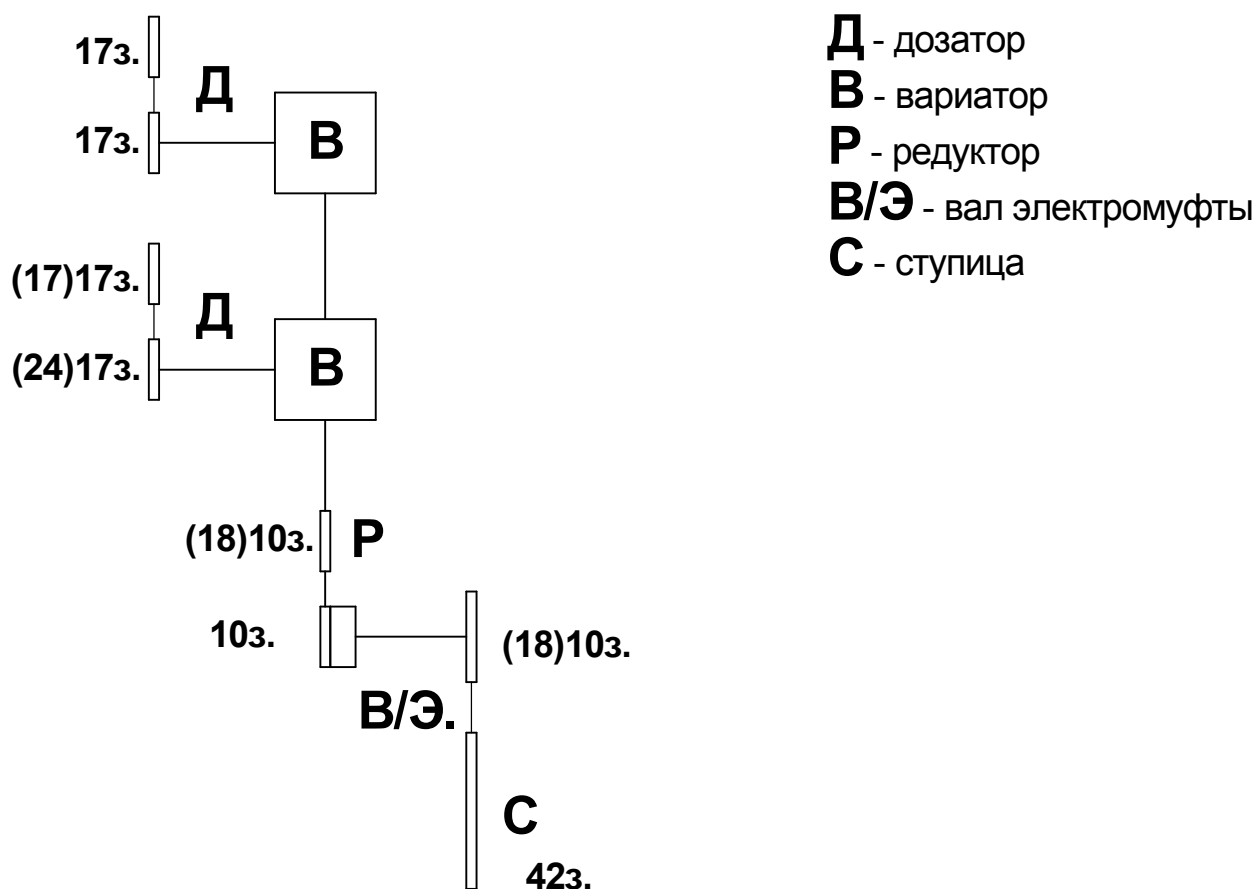 17з.
Д
17з.
В
(17)17з.
Д
(24)17з.
В
(18)10з.
Р
10з.
(18)10з.
В/Э.
С
42з.
Д - дозатор
В - вариатор
Р - редуктор
В/Э - вал электромуфты
С - ступица